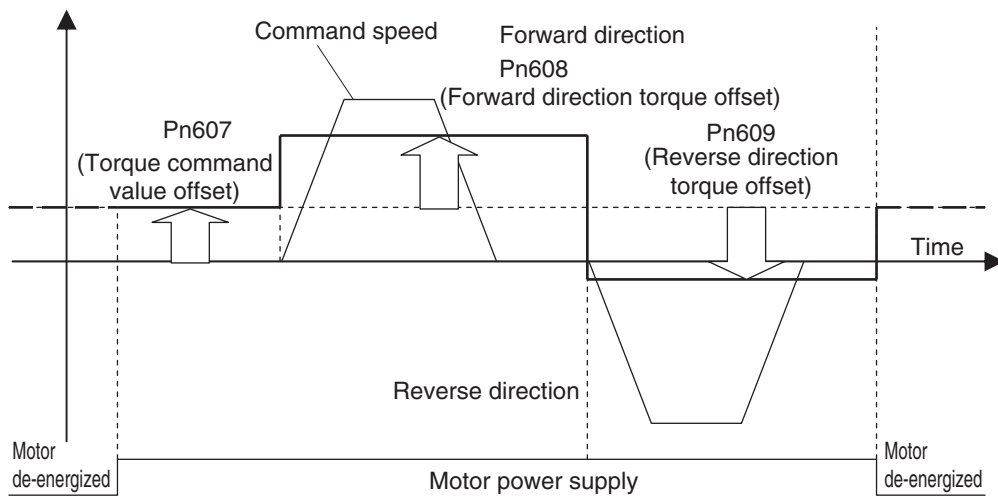 Command speed
Forward direction
Pn608
(Forward direction torque offset)
Pn607
(Torque command
value offset)
Pn609
(Reverse direction
torque offset)
Time
Reverse direction
Motor
de-energized
Motor power supply
Motor
de-energized